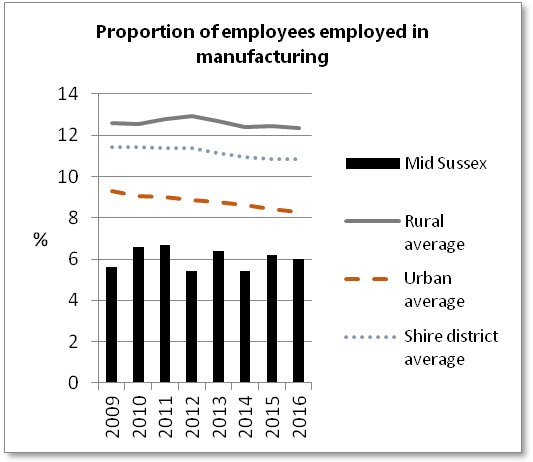 Proportion of employees employed in
manufacturing
14
12
10
8
6
4
2
0
%
2009
2010
2011
2012
2013
2014
2015
2016
Mid Sussex
Rural
average
Urban
average
Shire district
average